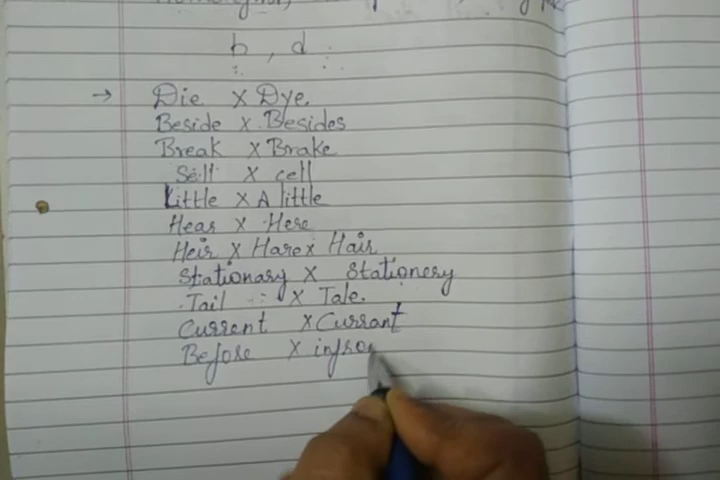 b, d
→ Die X Dye.
Beside X Besides
Break X Brake
Sell X cell
Little X A little
Hear X Here
Heir X Hare x Hair
Stationary X Stationery
Tail X Tale.
Current X Currant
Before X infron